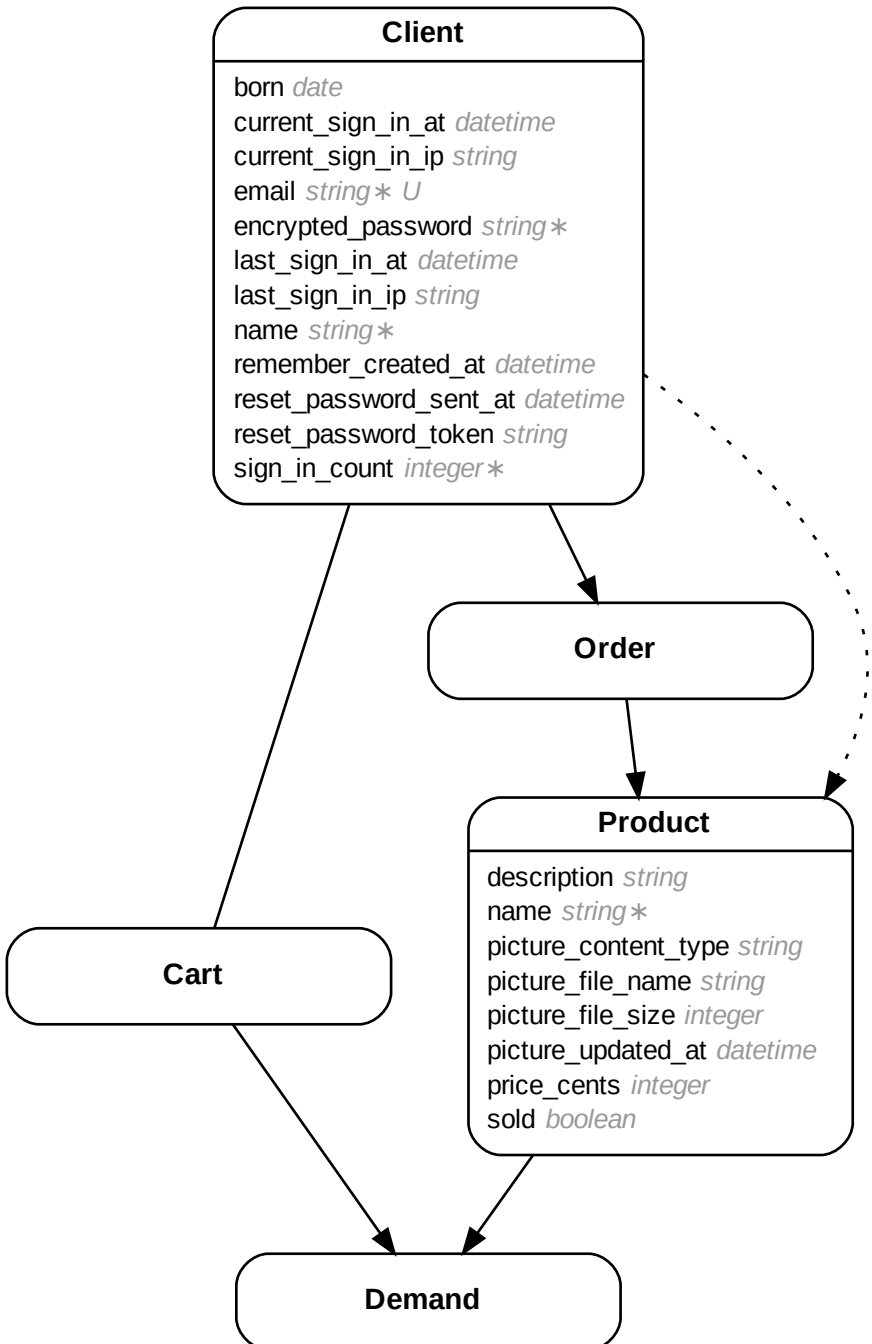 Client
born date
current_sign_in_at datetime
current_sign_in_ip string
email string∗ U
encrypted_password string∗
last_sign_in_at datetime
last_sign_in_ip string
name string∗
remember_created_at datetime
reset_password_sent_at datetime
reset_password_token string
sign_in_count integer∗
Order
Product
description string
name string∗
picture_content_type string
picture_file_name string
picture_file_size integer
picture_updated_at datetime
price_cents integer
sold boolean
Cart
Demand